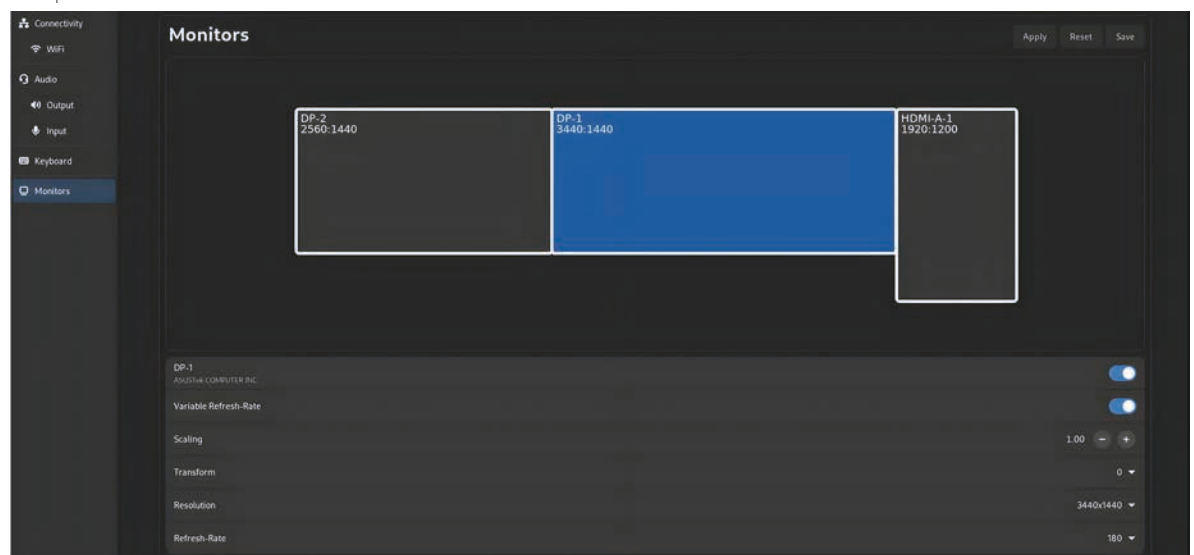 Connectivity
WiFi
Audio
Output
Input
Keyboard
Monitors
Monitors
Apply Reset Save
DP-2
2560:1440
DP-1
3440:1440
HDMI-A-1
1920:1200
DP-1
ASUSTek COMPUTER INC
Variable Refresh-Rate
Scaling 1.00 - +
Transform 0
Resolution 3440x1440
Refresh-Rate 180